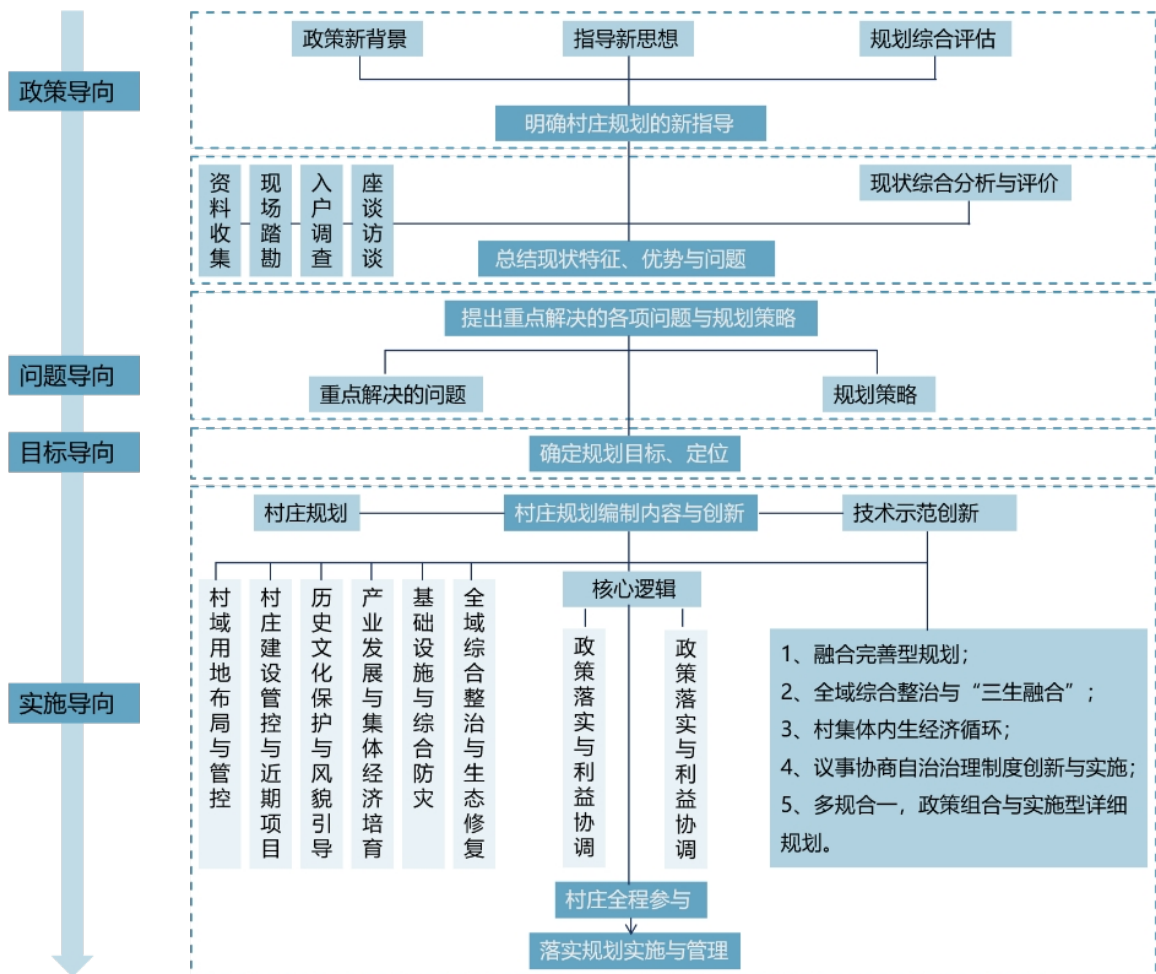 政策导向
政策新背景
指导新思想
规划综合评估
明确村庄规划的新指导
资料收集
现场踏勘
入户调查
座谈访谈
现状综合分析与评价
总结现状特征、优势与问题
问题导向
提出重点解决的各项问题与规划策略
重点解决的问题
规划策略
目标导向
确定规划目标、定位
实施导向
村庄规划
村庄规划编制内容与创新
技术示范创新
村域用地布局与管控
村庄建设管控与近期项目
历史文化保护与风貌引导
产业发展与集体经济培育
基础设施与综合防灾
全域综合整治与生态修复
核心逻辑
政策落实与利益协调
政策落实与利益协调
1、融合完善型规划；
2、全域综合整治与“三生融合”；
3、村集体内生经济循环；
4、议事协商自治治理制度创新与实施；
5、多规合一，政策组合与实施型详细
规划。
村庄全程参与
落实规划实施与管理